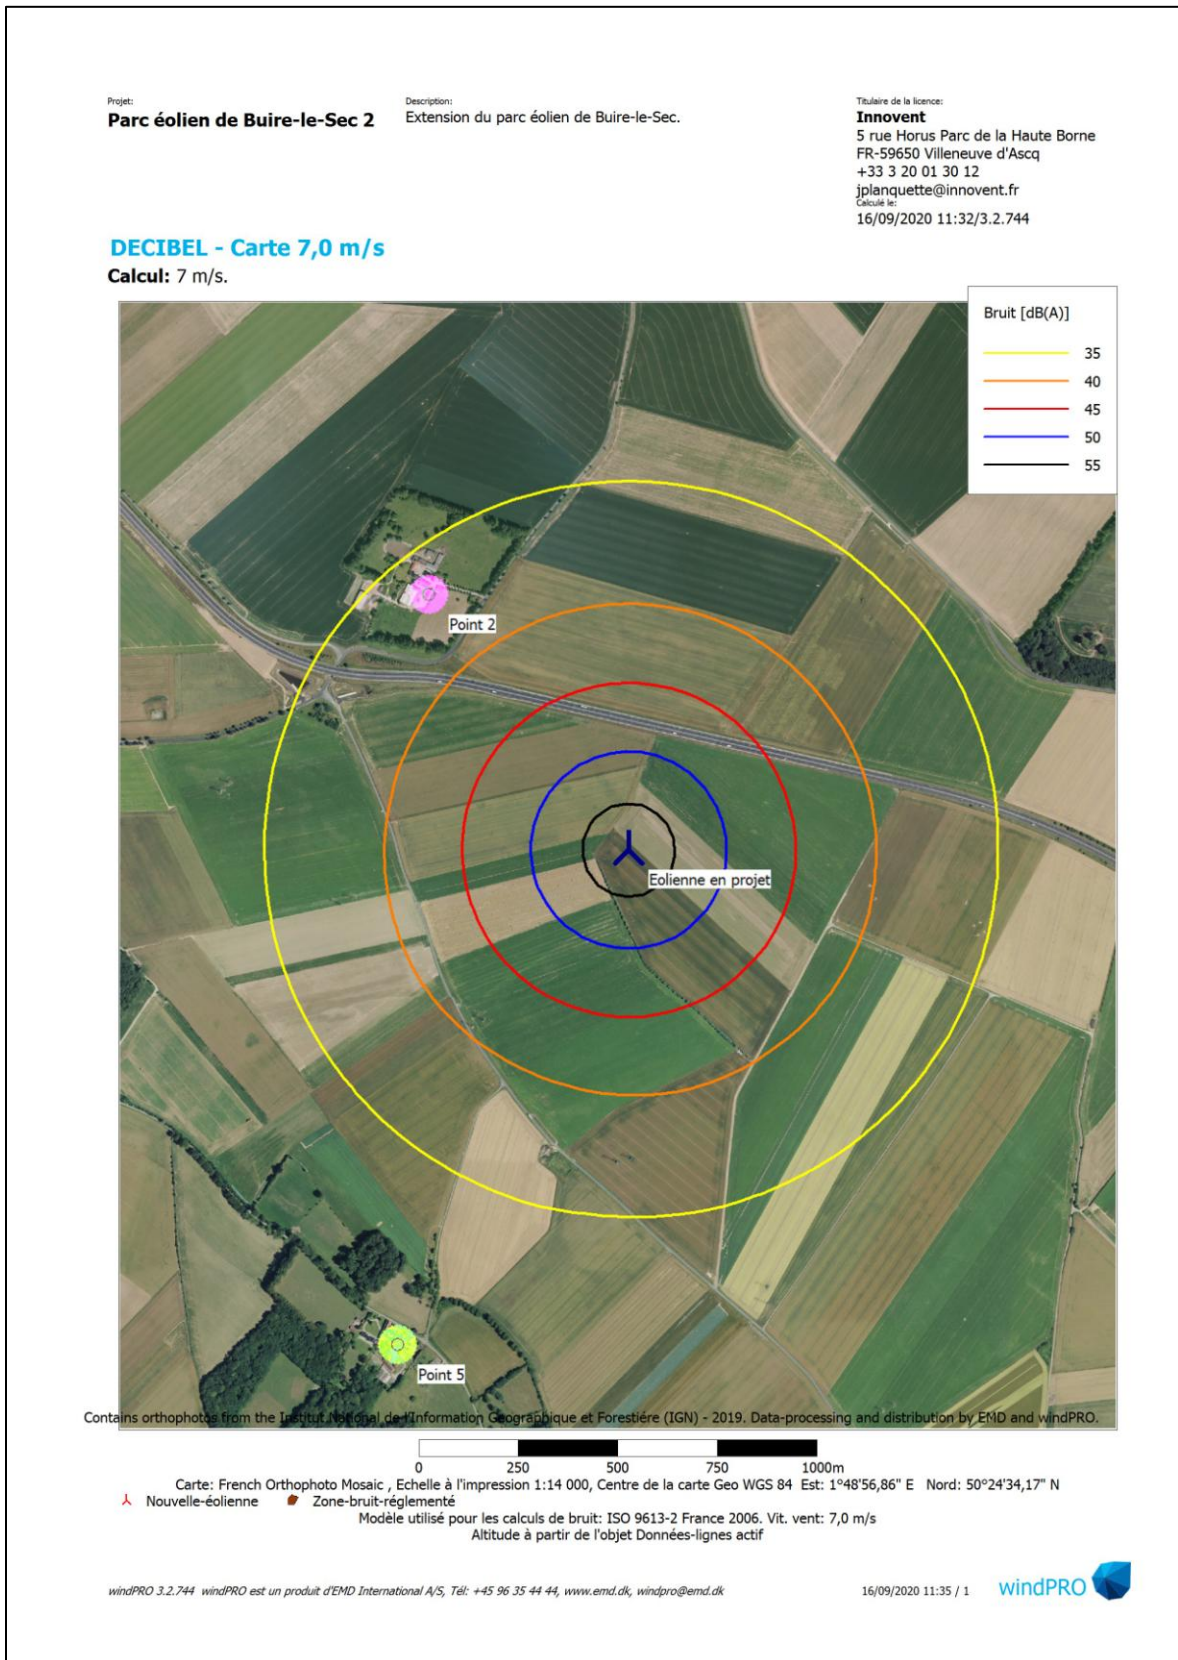 Projet:
Parc éolien de Buire-le-Sec 2
Description:
Extension du parc éolien de Buire-le-Sec.
Titulaire de la licence:
Innovent
5 rue Horus Parc de la Haute Borne
FR-59650 Villeneuve d'Ascq
+33 3 20 01 30 12
jplanquette@innovent.fr
Calculé le:
16/09/2020 11:32/3.2.744
DECIBEL - Carte 7,0 m/s
Calcul: 7 m/s.
Bruit [dB(A)]
35
40
45
50
55
Point 2
Eolienne en projet
Point 5
Contains orthophotos from the Institut National de l'Information Géographique et Forestiére (IGN) - 2019. Data-processing and distribution by EMD and windPRO.
0 250 500 750 1000m
Carte: French Orthophoto Mosaic , Echelle à l'impression 1:14 000, Centre de la carte Geo WGS 84 Est: 1°48'56,86" E Nord: 50°24'34,17" N
Nouvelle-éolienne Zone-bruit-réglementé
Modèle utilisé pour les calculs de bruit: ISO 9613-2 France 2006. Vit. vent: 7,0 m/s
Altitude à partir de l'objet Données-lignes actif
windPRO 3.2.744 windPRO est un produit d'EMD International A/S, Tél: +45 96 35 44 44, www.emd.dk, windpro@emd.dk
16/09/2020 11:35 / 1
windPRO